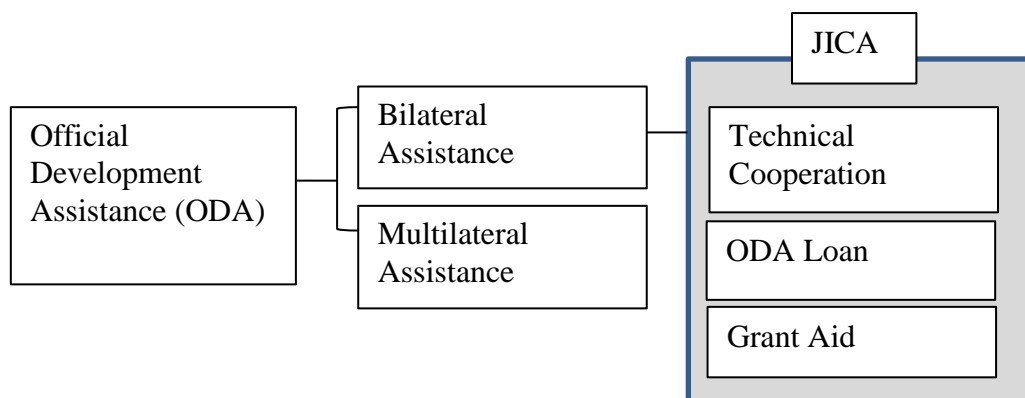 Official
Development
Assistance (ODA)
Bilateral
Assistance
Multilateral
Assistance
JICA
Technical
Cooperation
ODA Loan
Grant Aid